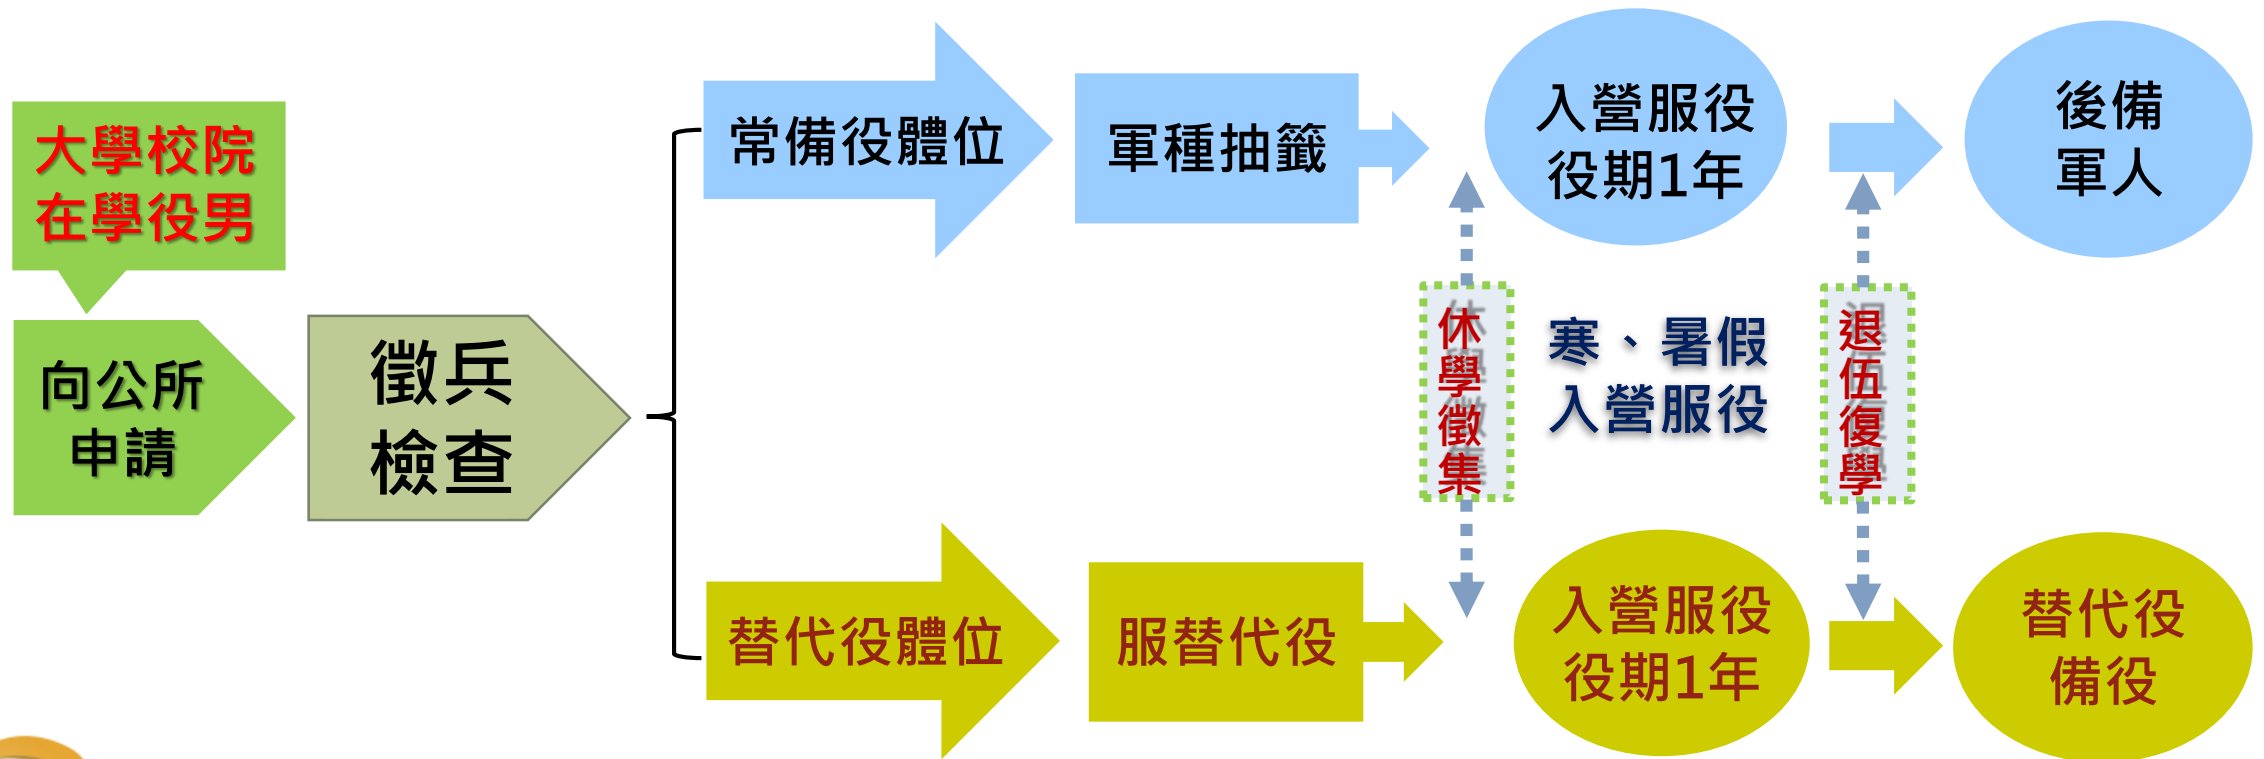 大學校院
在學役男
向公所
申請
徵兵
檢查
常備役體位
軍種抽籤
入營服役
役期1年
後備
軍人
休學徵集
寒、暑假
入營服役
退伍復學
替代役體位
服替代役
入營服役
役期1年
替代役
備役